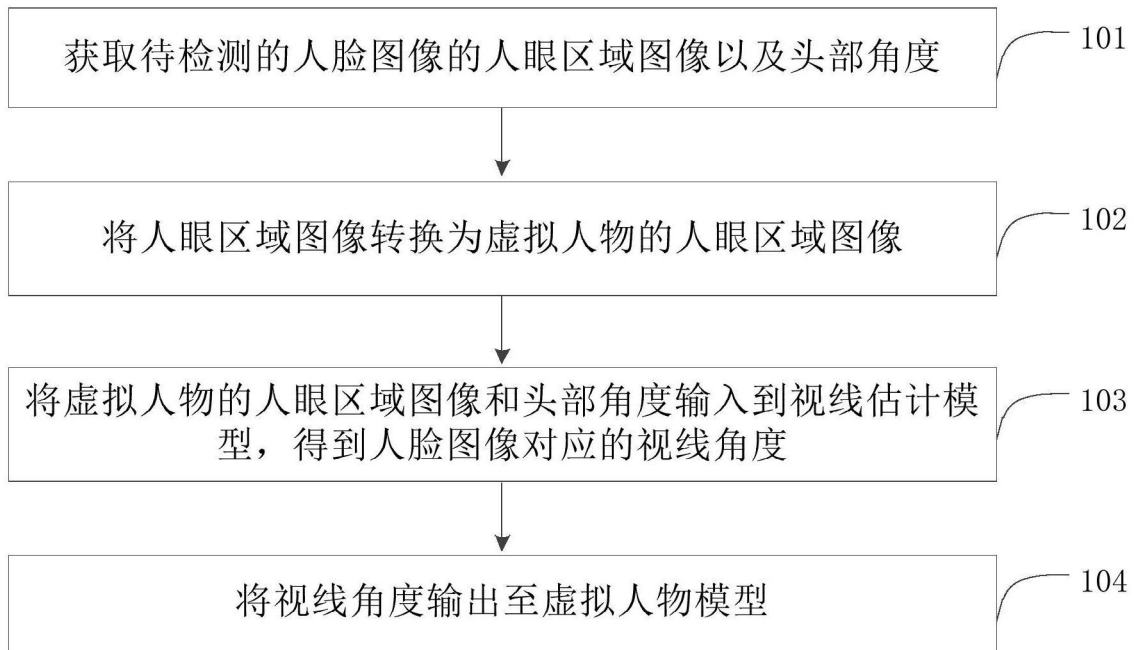 获取待检测的人脸图像的人眼区域图像以及头部角度
101
将人眼区域图像转换为虚拟人物的人眼区域图像
102
将虚拟人物的人眼区域图像和头部角度输入到视线估计模
型，得到人脸图像对应的视线角度
103
将视线角度输出至虚拟人物模型
104